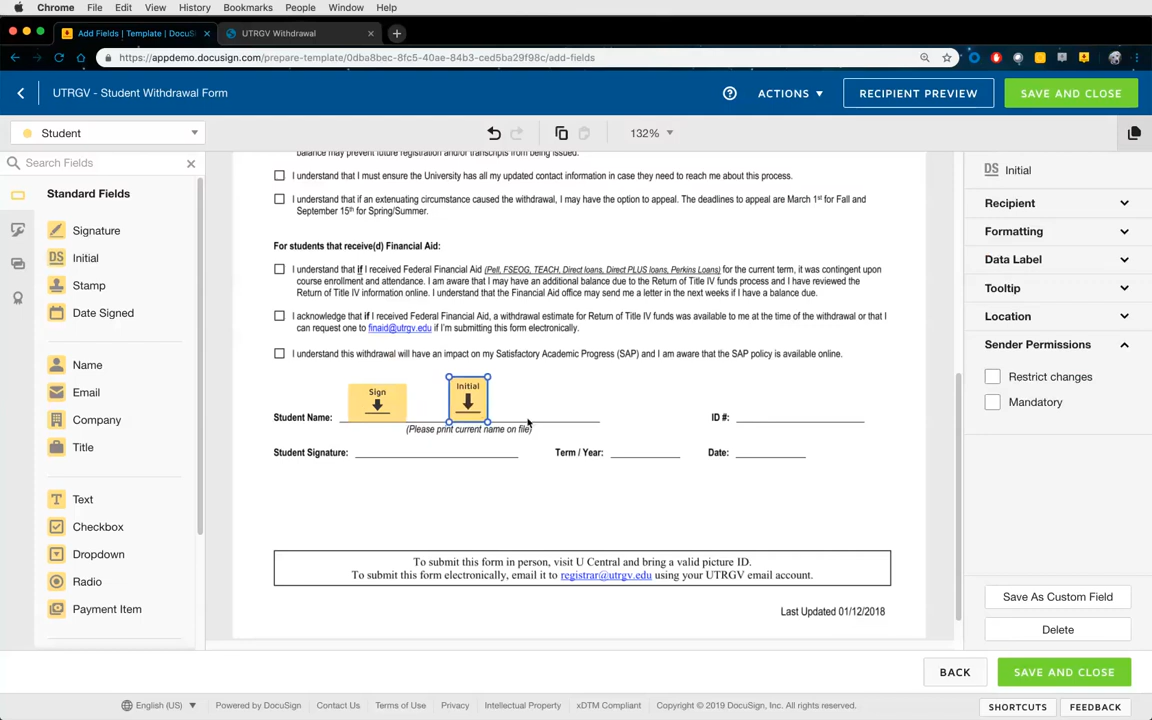 Chrome File Edit View History Bookmarks People Window Help
Add Fields | Template | DocuS
UTRGV Withdrawal
https://appdemo.docusign.com/prepare-template/0dba8bec-8fc5-40ae-84b3-ced5ba29f98c/add-fields
UTRGV - Student Withdrawal Form
ACTIONS
RECIPIENT PREVIEW
SAVE AND CLOSE
Student
132%
Search Fields
Standard Fields
Signature
DS Initial
Stamp
Date Signed
Name
Email
Company
Title
T Text
Checkbox
Dropdown
Radio
Payment Item
balance may prevent future registration and/or transcripts from being issued.
I understand that I must ensure the University has all my updated contact information in case they need to reach me about this process.
I understand that if an extenuating circumstance caused the withdrawal, I may have the option to appeal. The deadlines to appeal are March 1st for Fall and
September 15th for Spring/Summer.
For students that receive(d) Financial Aid:
I understand that if I received Federal Financial Aid (Pell, FSEOG, TEACH, Direct loans, Direct PLUS loans, Perkins Loans) for the current term, it was contingent upon
course enrollment and attendance. I am aware that I may have an additional balance due to the Return of Title IV funds process and I have reviewed the
Return of Title IV information online. I understand that the Financial Aid office may send me a letter in the next weeks if I have a balance due.
I acknowledge that if I received Federal Financial Aid, a withdrawal estimate for Return of Title IV funds was available to me at the time of the withdrawal or that I
can request one to finaid@utrgv.edu if I'm submitting this form electronically.
I understand this withdrawal will have an impact on my Satisfactory Academic Progress (SAP) and I am aware that the SAP policy is available online.
Sign
Initial
Student Name:
ID #:
(Please print current name on file)
Student Signature:
Term / Year:
Date:
To submit this form in person, visit U Central and bring a valid picture ID.
To submit this form electronically, email it to registrar@utrgv.edu using your UTRGV email account.
Last Updated 01/12/2018
DS Initial
Recipient
Formatting
Data Label
Tooltip
Location
Sender Permissions
Restrict changes
Mandatory
Save As Custom Field
Delete
BACK
SAVE AND CLOSE
English (US)
Powered by DocuSign
Contact Us
Terms of Use
Privacy
Intellectual Property
xDTM Compliant
Copyright © 2019 DocuSign, Inc. All rights reserved.
SHORTCUTS
FEEDBACK